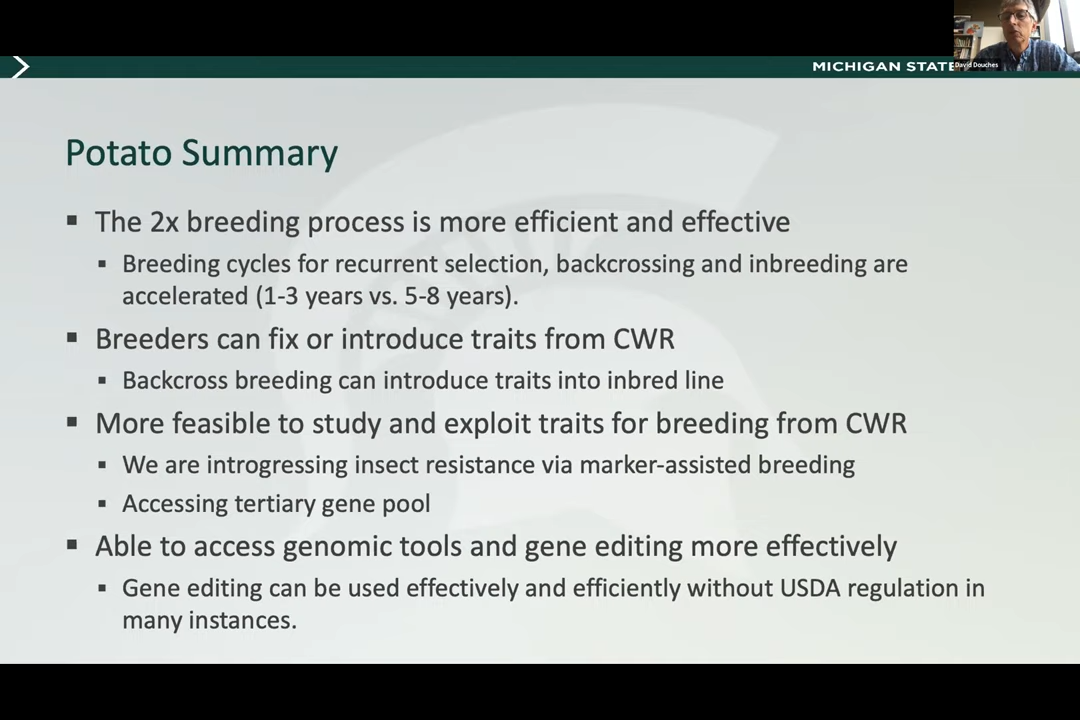 MICHIGAN STATE
David Douches
Potato Summary
▪ The 2x breeding process is more efficient and effective
▪ Breeding cycles for recurrent selection, backcrossing and inbreeding are
accelerated (1-3 years vs. 5-8 years).
▪ Breeders can fix or introduce traits from CWR
▪ Backcross breeding can introduce traits into inbred line
▪ More feasible to study and exploit traits for breeding from CWR
▪ We are introgressing insect resistance via marker-assisted breeding
▪ Accessing tertiary gene pool
▪ Able to access genomic tools and gene editing more effectively
▪ Gene editing can be used effectively and efficiently without USDA regulation in
many instances.